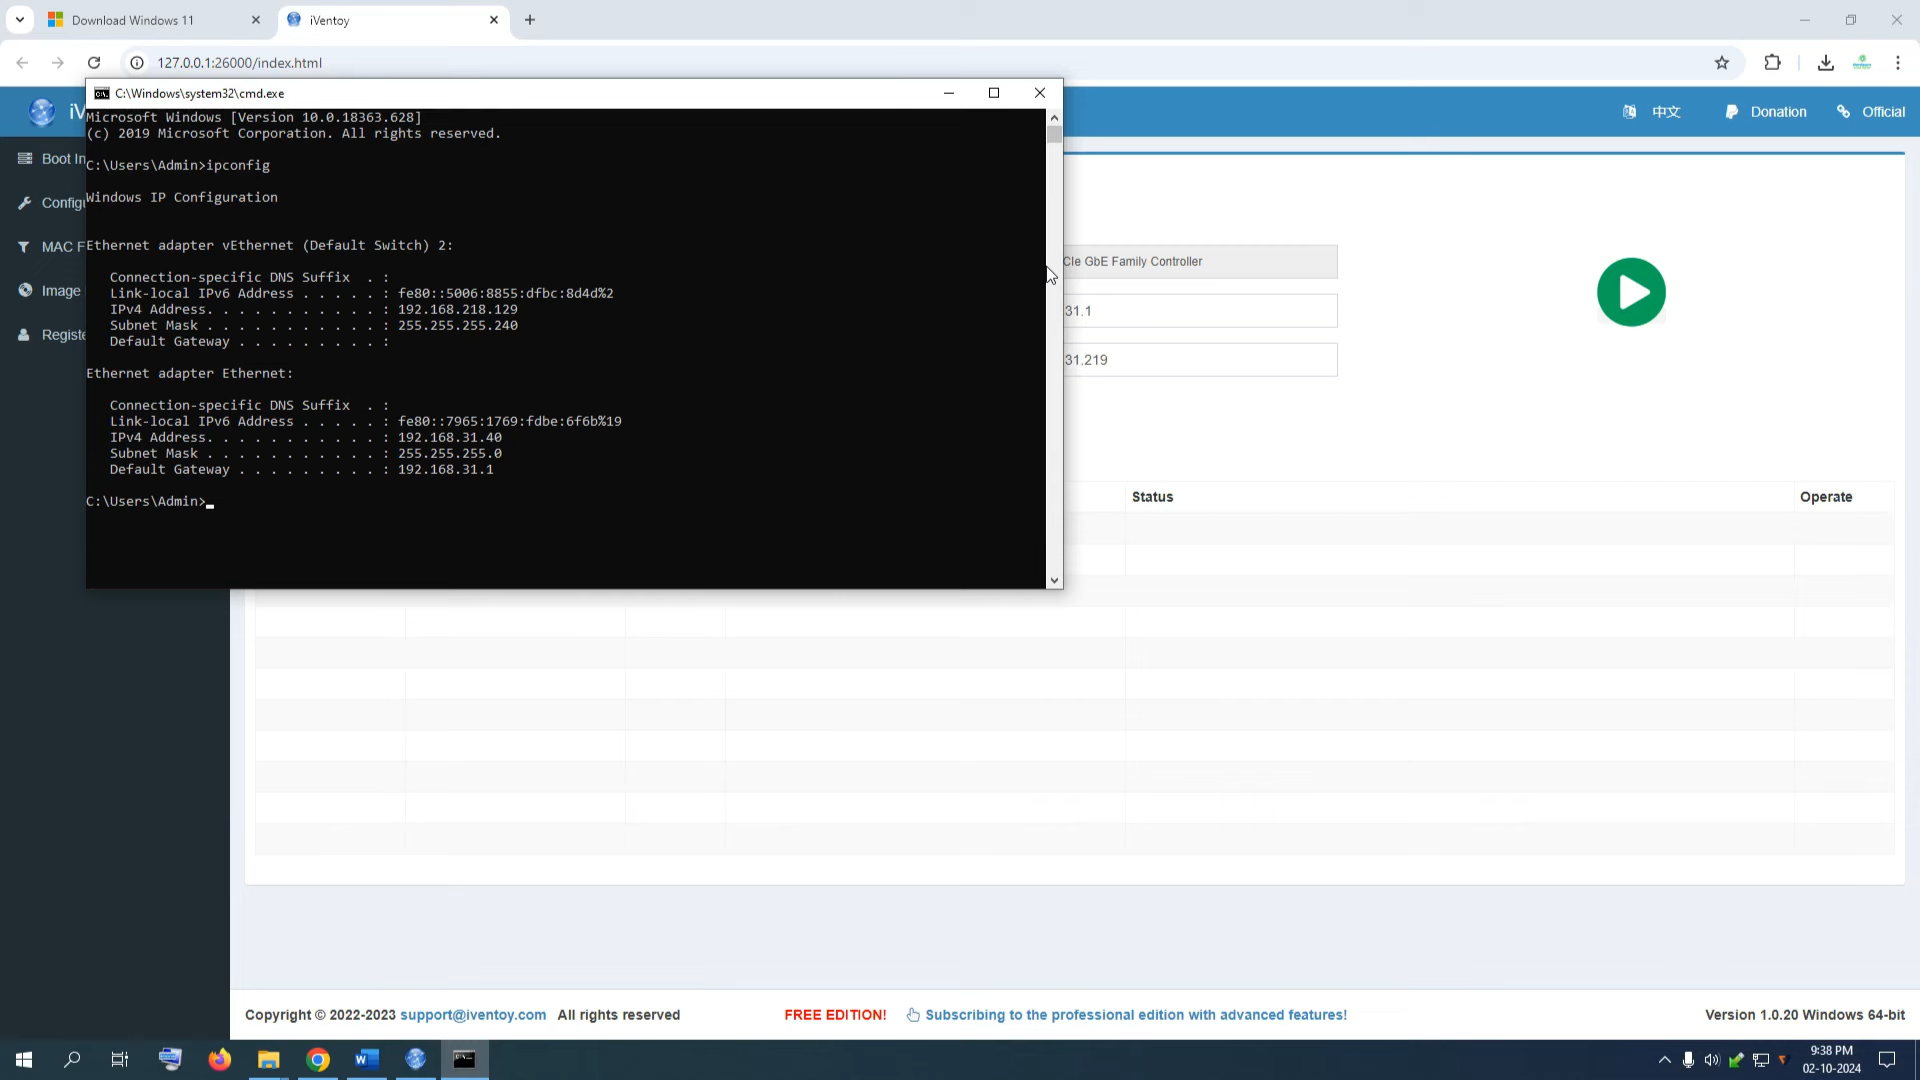 Download Windows 11
iVentoy
127.0.0.1:26000/index.html
C:\Windows\system32\cmd.exe
Microsoft Windows [Version 10.0.18363.628]
(c) 2019 Microsoft Corporation. All rights reserved.
C:\Users\Admin>ipconfig
Windows IP Configuration
Ethernet adapter vEthernet (Default Switch) 2:
Connection-specific DNS Suffix . :
Link-local IPv6 Address . . . . . : fe80::5006:8855:dfbc:8d4d%2
IPv4 Address. . . . . . . . . . . : 192.168.218.129
Subnet Mask . . . . . . . . . . . : 255.255.255.240
Default Gateway . . . . . . . . . :
Ethernet adapter Ethernet:
Connection-specific DNS Suffix . :
Link-local IPv6 Address . . . . . : fe80::7965:1769:fdbe:6f6b%19
IPv4 Address. . . . . . . . . . . : 192.168.31.40
Subnet Mask . . . . . . . . . . . : 255.255.255.0
Default Gateway . . . . . . . . . : 192.168.31.1
C:\Users\Admin>_
中文
Donation
Official
Boot In
Configu
MAC F
Image
Registe
CIe GbE Family Controller
31.1
31.219
Status
Operate
Copyright © 2022-2023 support@iventoy.com All rights reserved
FREE EDITION!
Subscribing to the professional edition with advanced features!
Version 1.0.20 Windows 64-bit
9:38 PM
02-10-2024